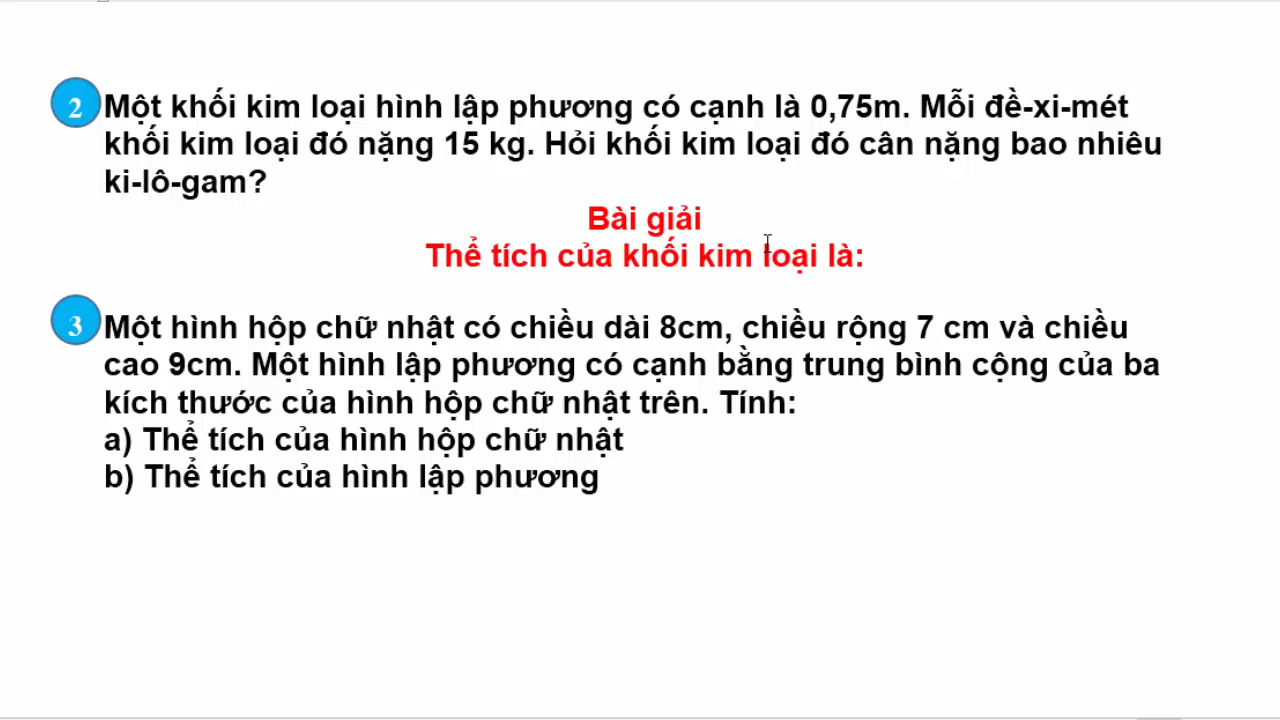 2 Một khối kim loại hình lập phương có cạnh là 0,75m. Mỗi đề-xi-mét
khối kim loại đó nặng 15 kg. Hỏi khối kim loại đó cân nặng bao nhiêu
ki-lô-gam?
Bài giải
Thể tích của khối kim loại là:
3 Một hình hộp chữ nhật có chiều dài 8cm, chiều rộng 7 cm và chiều
cao 9cm. Một hình lập phương có cạnh bằng trung bình cộng của ba
kích thước của hình hộp chữ nhật trên. Tính:
a) Thể tích của hình hộp chữ nhật
b) Thể tích của hình lập phương